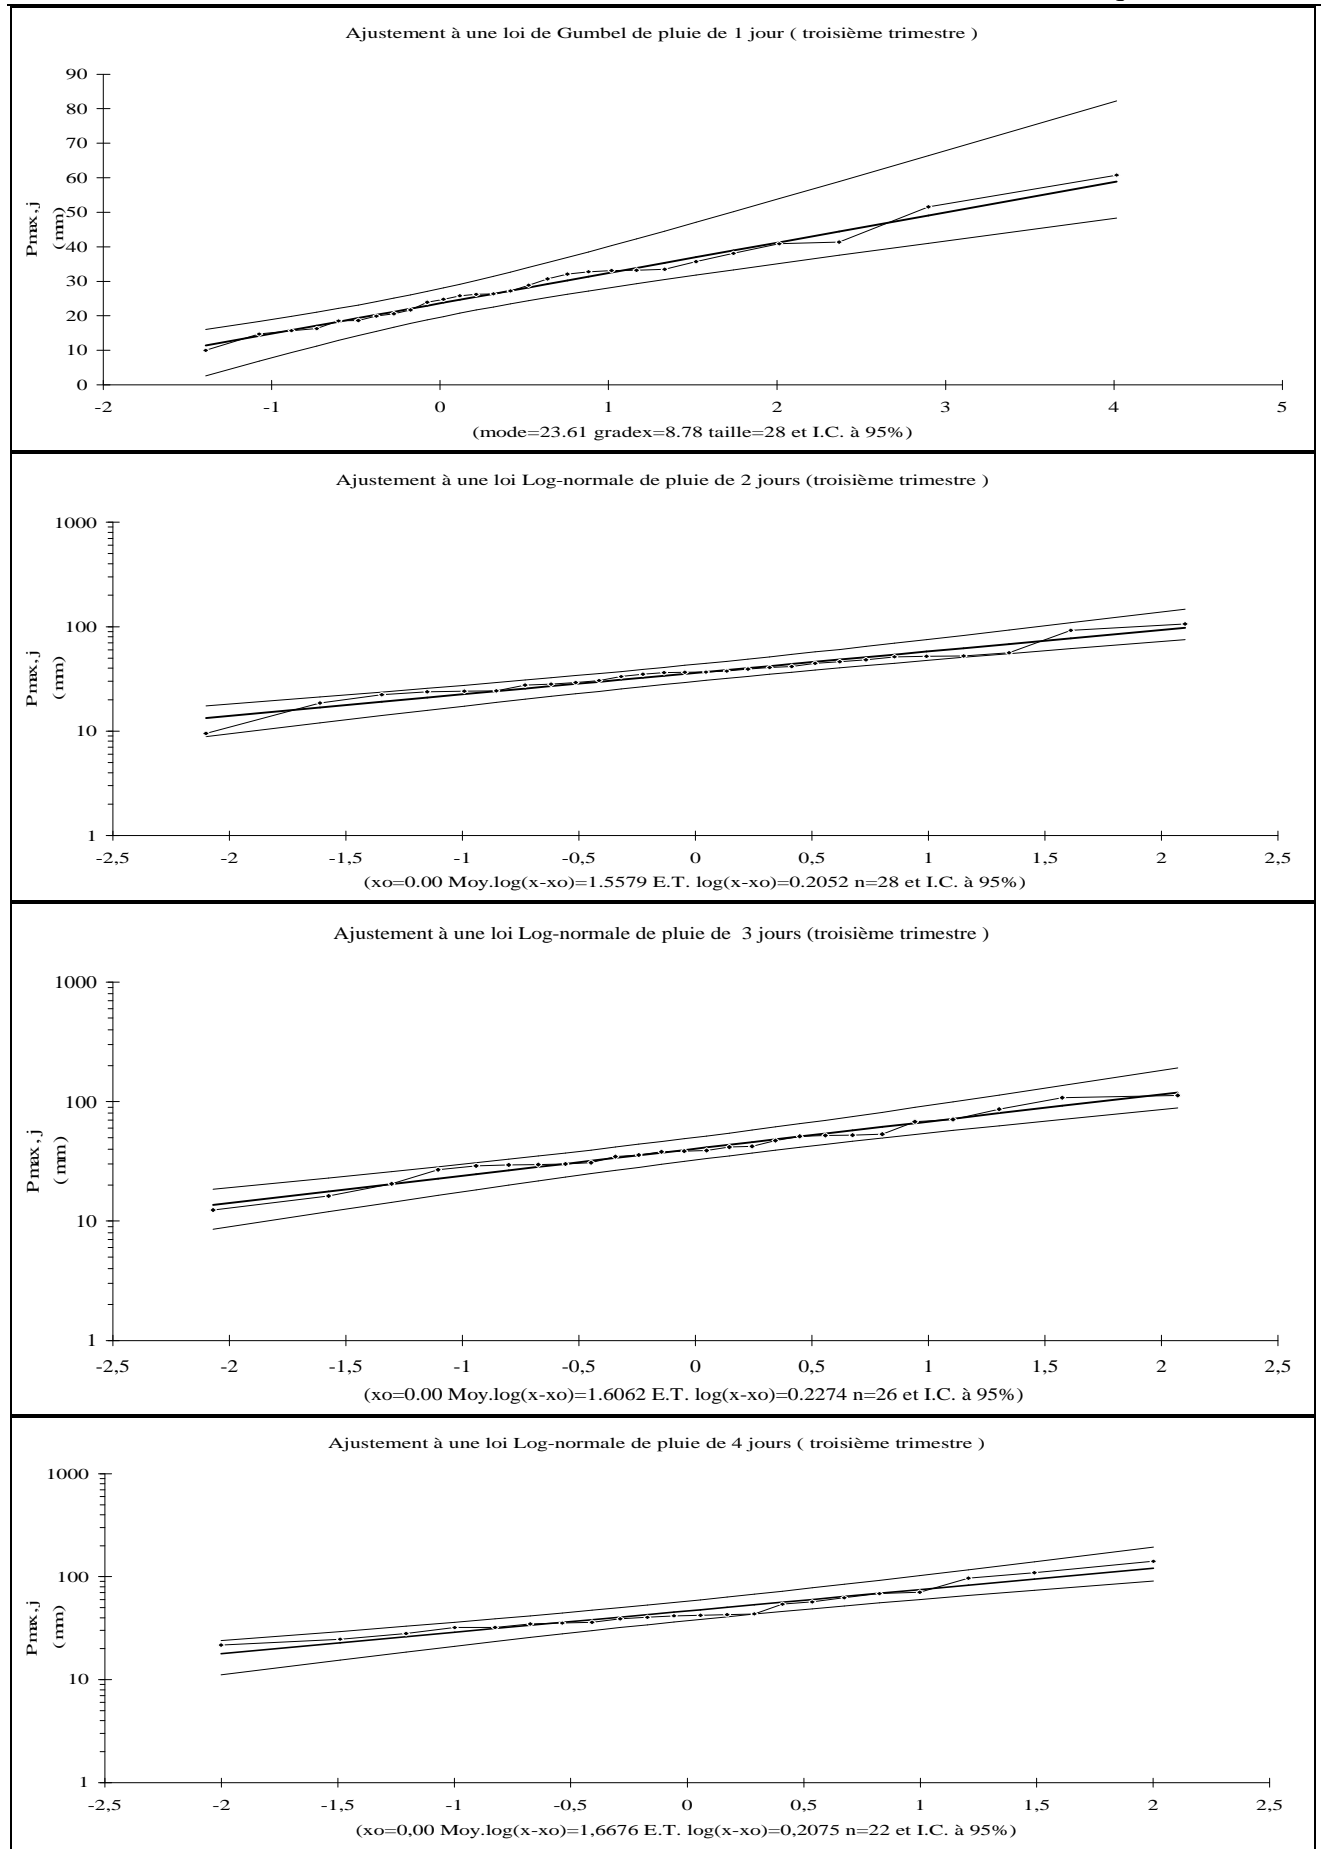 Ajustement à une loi de Gumbel de pluie de 1 jour ( troisième trimestre )
90
80
70
60
50
40
30
20
10
0
Pmax,j
(mm)
-2 -1 0 1 2 3 4 5
(mode=23.61 gradex=8.78 taille=28 et I.C. à 95%)
Ajustement à une loi Log-normale de pluie de 2 jours (troisième trimestre )
1000
100
10
1
Pmax,j
(mm)
-2,5 -2 -1,5 -1 -0,5 0 0,5 1 1,5 2 2,5
(xo=0.00 Moy.log(x-xo)=1.5579 E.T. log(x-xo)=0.2052 n=28 et I.C. à 95%)
Ajustement à une loi Log-normale de pluie de 3 jours (troisième trimestre )
1000
100
10
1
Pmax,j
(mm)
-2,5 -2 -1,5 -1 -0,5 0 0,5 1 1,5 2 2,5
(xo=0.00 Moy.log(x-xo)=1.6062 E.T. log(x-xo)=0.2274 n=26 et I.C. à 95%)
Ajustement à une loi Log-normale de pluie de 4 jours ( troisième trimestre )
1000
100
10
1
Pmax,j
(mm)
-2,5 -2 -1,5 -1 -0,5 0 0,5 1 1,5 2 2,5
(xo=0,00 Moy.log(x-xo)=1,6676 E.T. log(x-xo)=0,2075 n=22 et I.C. à 95%)